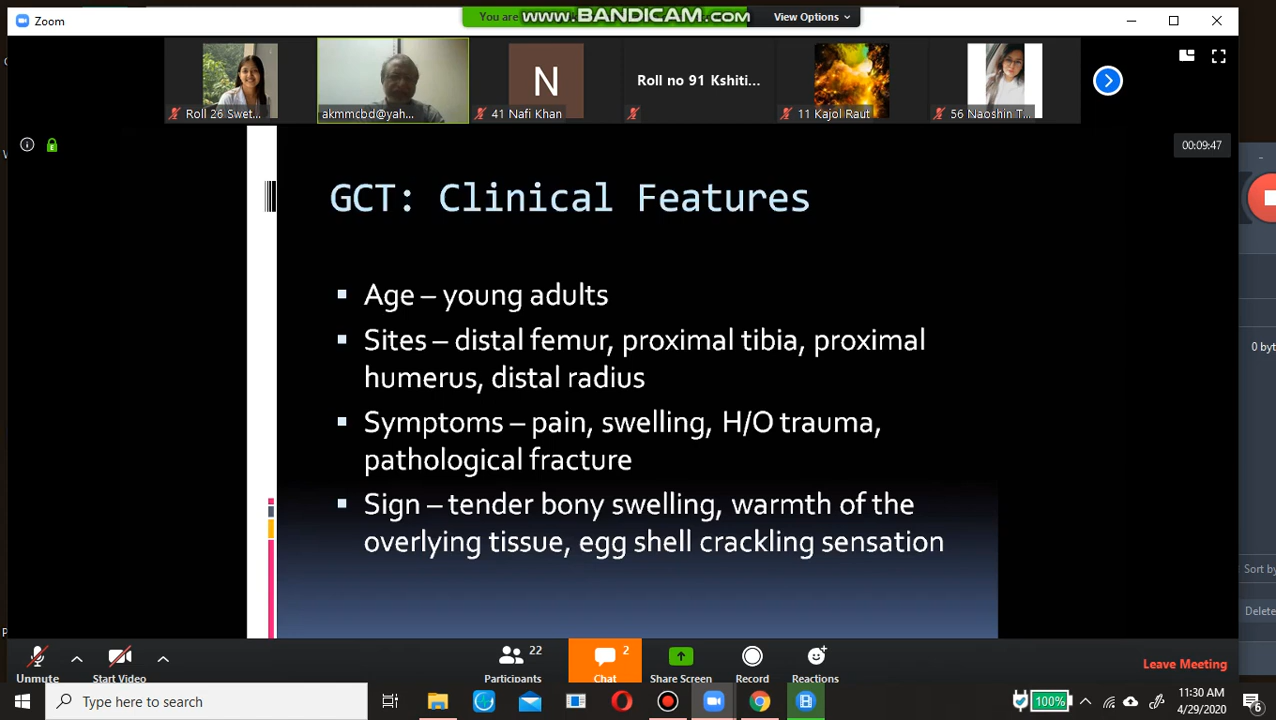 Zoom
You are
www.BANDICAM.com
View Options
Roll 26 Swet...
akmmcbd@yah...
N
41 Nafi Khan
Roll no 91 Kshiti...
11 Kajol Raut
56 Naoshin T...
00:09:47
GCT: Clinical Features
Age – young adults
Sites – distal femur, proximal tibia, proximal
humerus, distal radius
Symptoms – pain, swelling, H/O trauma,
pathological fracture
Sign – tender bony swelling, warmth of the
overlying tissue, egg shell crackling sensation
0 byt
Sort by
Delete
Unmute
Start Video
22
Participants
2
Chat
Share Screen
Record
Reactions
Leave Meeting
Type here to search
100%
11:30 AM
4/29/2020
6